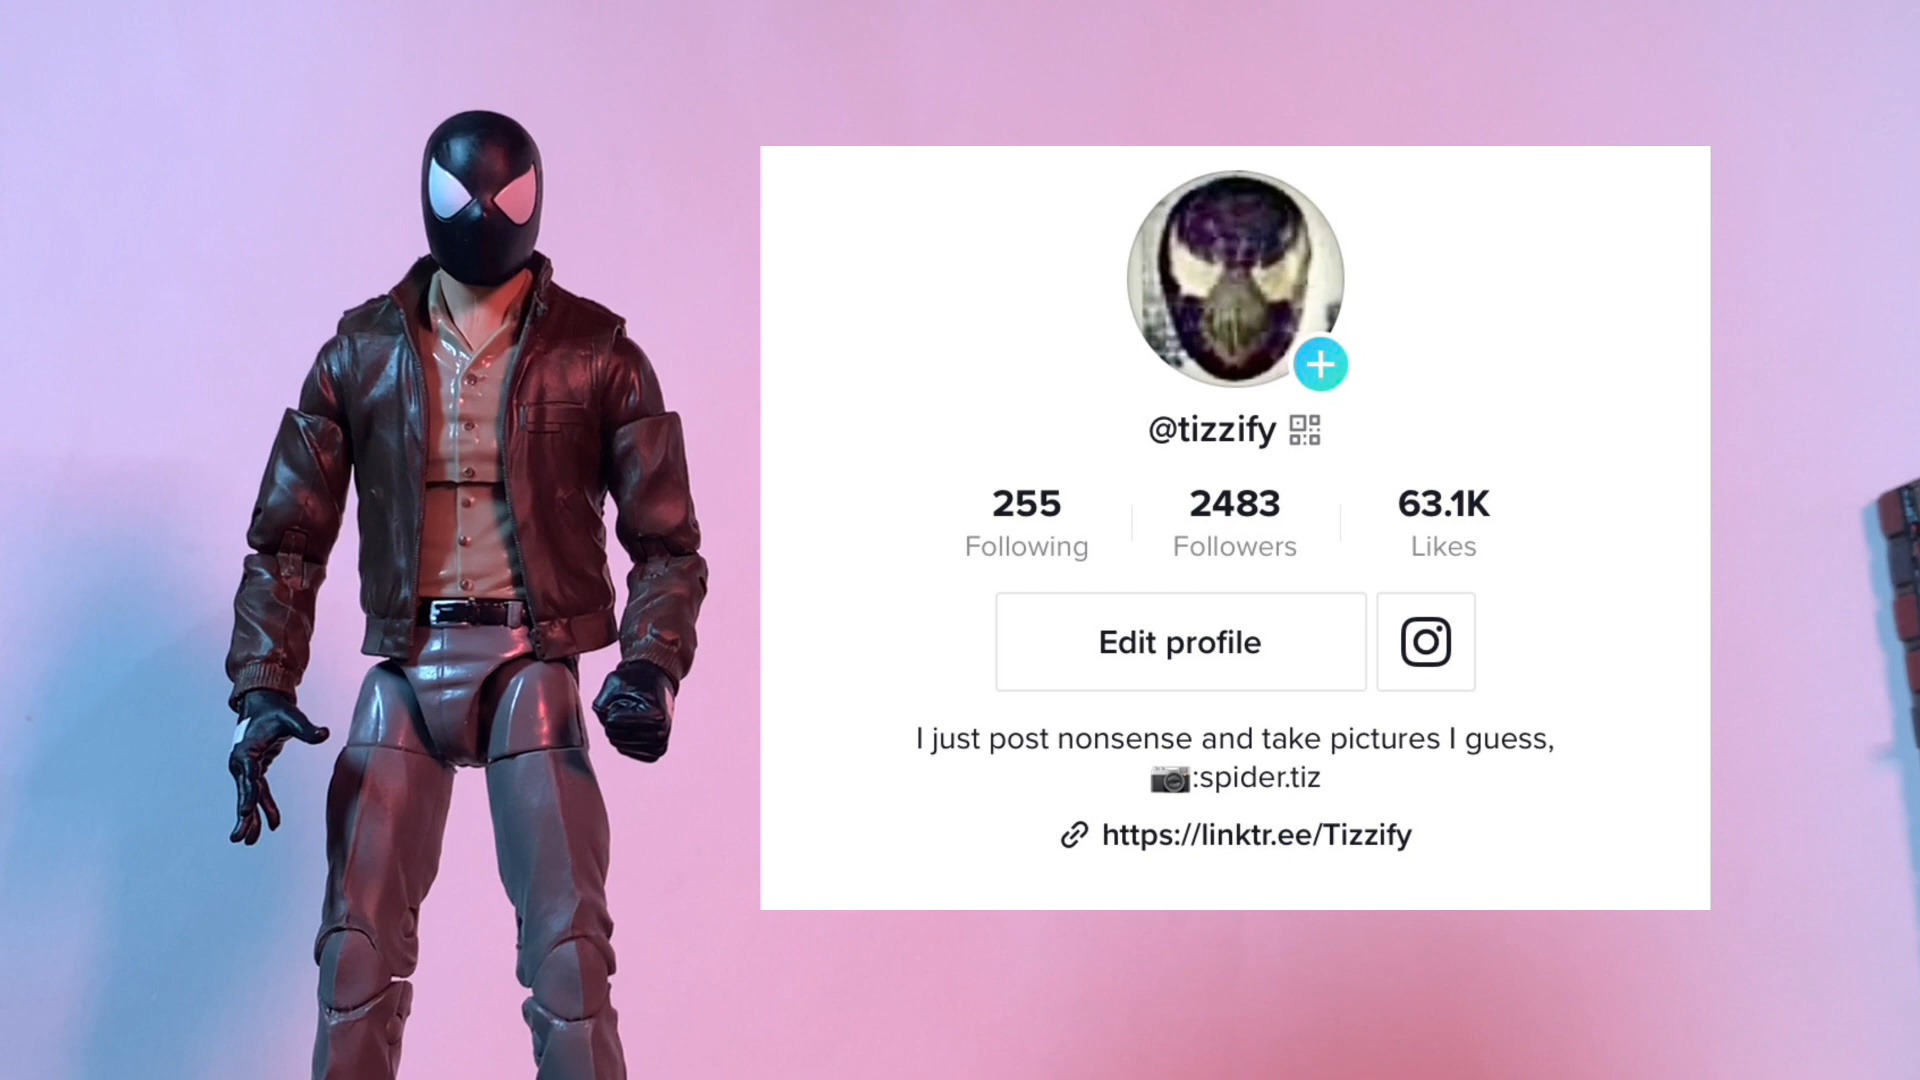 @tizzify
255 2483 63.1K
Following Followers Likes
Edit profile
I just post nonsense and take pictures I guess,
📷:spider.tiz
https://linktr.ee/Tizzify